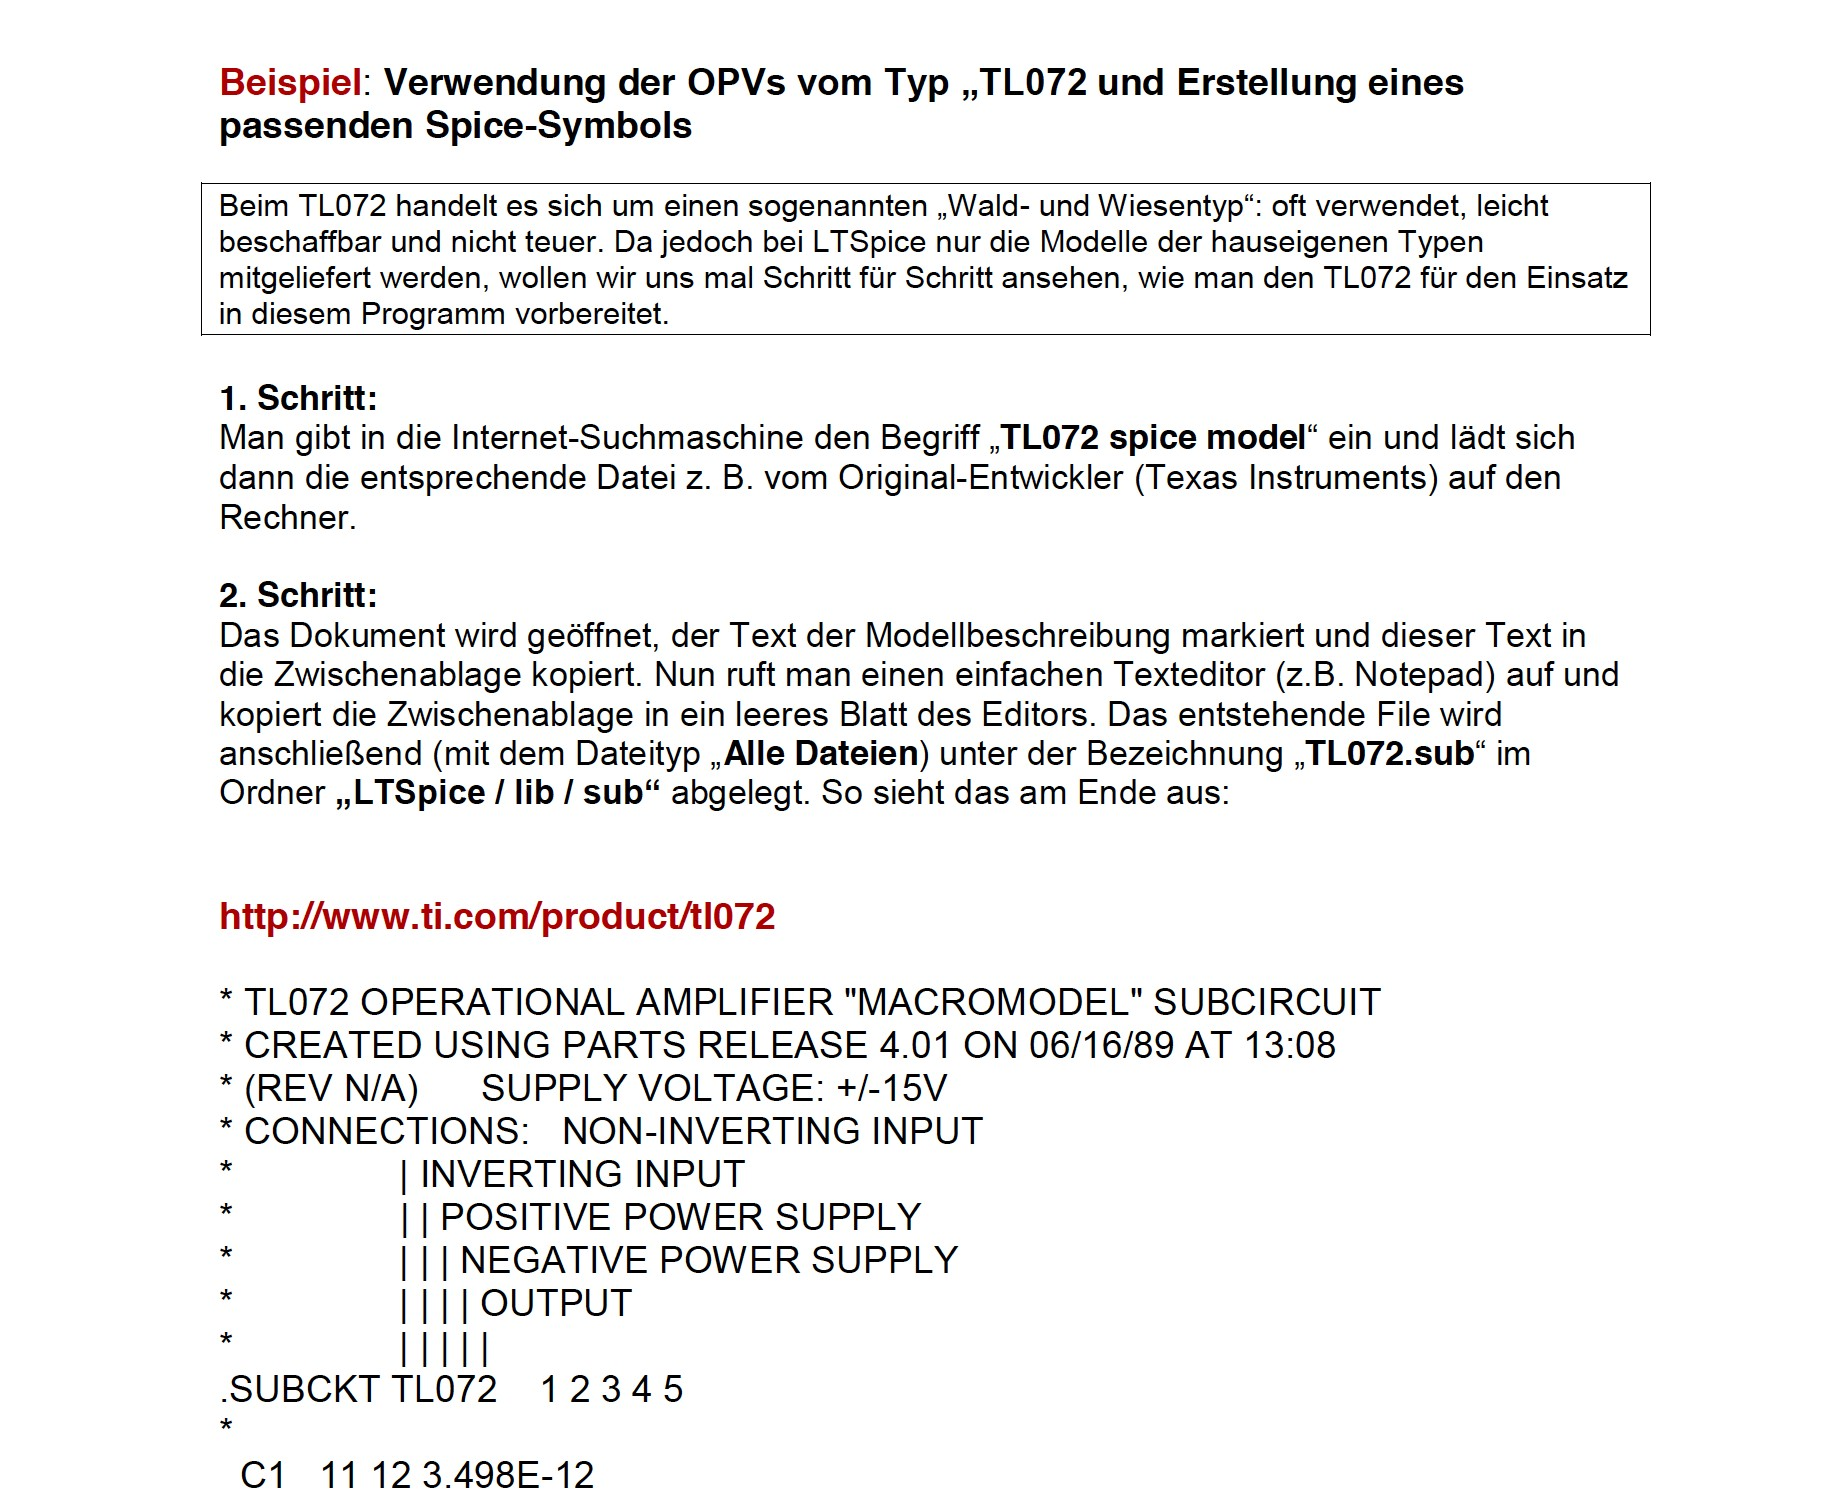 Beispiel: Verwendung der OPVs vom Typ „TL072 und Erstellung eines
passenden Spice-Symbols
Beim TL072 handelt es sich um einen sogenannten „Wald- und Wiesentyp“: oft verwendet, leicht
beschaffbar und nicht teuer. Da jedoch bei LTSpice nur die Modelle der hauseigenen Typen
mitgeliefert werden, wollen wir uns mal Schritt für Schritt ansehen, wie man den TL072 für den Einsatz
in diesem Programm vorbereitet.
1. Schritt:
Man gibt in die Internet-Suchmaschine den Begriff „TL072 spice model“ ein und lädt sich
dann die entsprechende Datei z. B. vom Original-Entwickler (Texas Instruments) auf den
Rechner.
2. Schritt:
Das Dokument wird geöffnet, der Text der Modellbeschreibung markiert und dieser Text in
die Zwischenablage kopiert. Nun ruft man einen einfachen Texteditor (z.B. Notepad) auf und
kopiert die Zwischenablage in ein leeres Blatt des Editors. Das entstehende File wird
anschließend (mit dem Dateityp „Alle Dateien) unter der Bezeichnung „TL072.sub“ im
Ordner „LTSpice / lib / sub“ abgelegt. So sieht das am Ende aus:
http://www.ti.com/product/tl072
* TL072 OPERATIONAL AMPLIFIER "MACROMODEL" SUBCIRCUIT
* CREATED USING PARTS RELEASE 4.01 ON 06/16/89 AT 13:08
* (REV N/A)      SUPPLY VOLTAGE: +/-15V
* CONNECTIONS:   NON-INVERTING INPUT
*                | INVERTING INPUT
*                | | POSITIVE POWER SUPPLY
*                | | | NEGATIVE POWER SUPPLY
*                | | | | OUTPUT
*                | | | | |
.SUBCKT TL072    1 2 3 4 5
*
  C1   11 12 3.498E-12